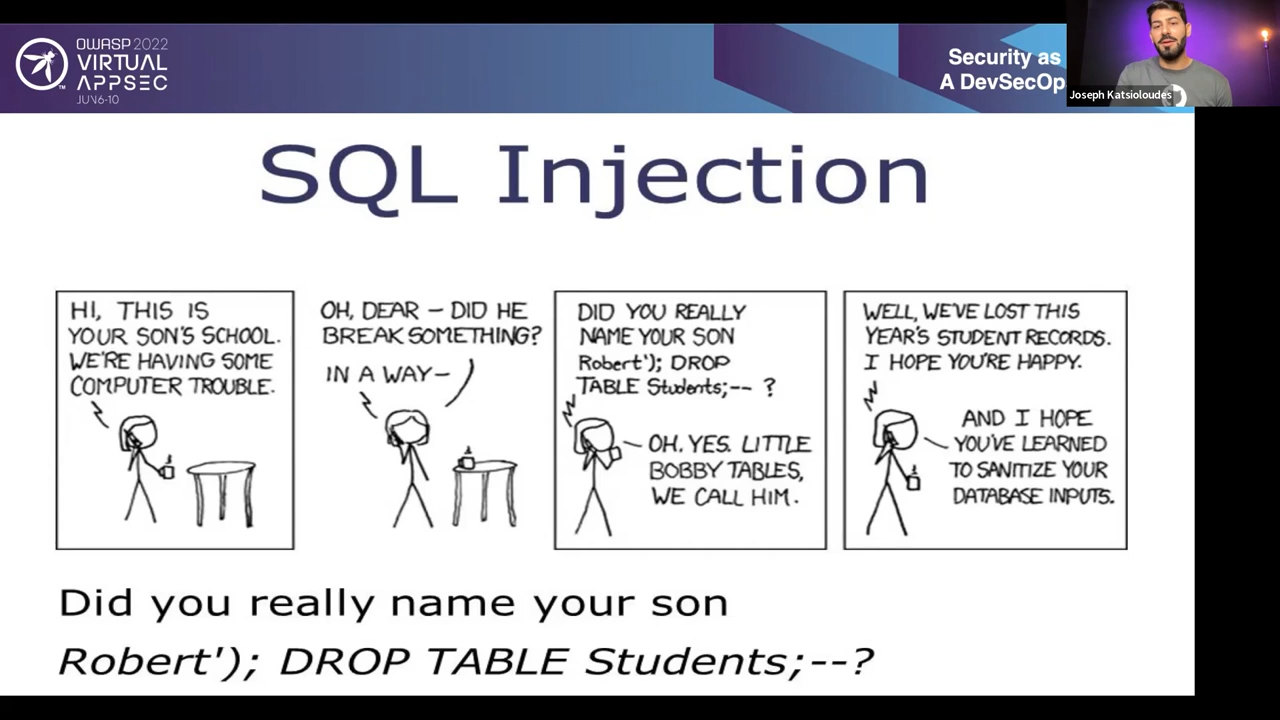 OWASP 2022
VIRTUAL
APPSEC
JUN6-10
Security as
A DevSecOp
Joseph Katsioloudes
SQL Injection
HI, THIS IS
YOUR SON'S SCHOOL.
WE'RE HAVING SOME
COMPUTER TROUBLE.
OH, DEAR – DID HE
BREAK SOMETHING?
IN A WAY–
DID YOU REALLY
NAME YOUR SON
Robert'); DROP
TABLE Students;-- ?
OH. YES. LITTLE
BOBBY TABLES,
WE CALL HIM.
WELL, WE'VE LOST THIS
YEAR'S STUDENT RECORDS.
I HOPE YOU'RE HAPPY.
AND I HOPE
YOU'VE LEARNED
TO SANITIZE YOUR
DATABASE INPUTS.
Did you really name your son
Robert'); DROP TABLE Students;--?